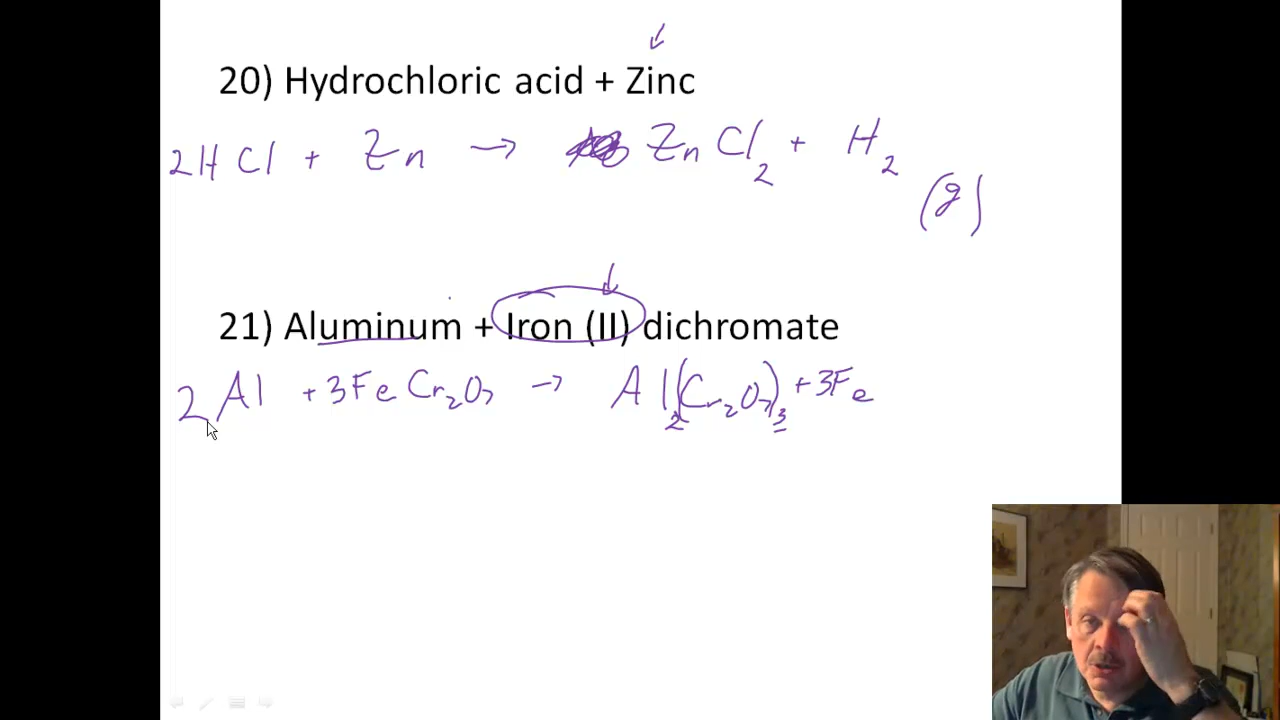 20) Hydrochloric acid + Zinc
2HCl + Zn → ZnCl₂ + H₂
(g)
21) Aluminum + Iron (II) dichromate
2Al + 3FeCr₂O₇ → Al₂(Cr₂O₇)₃ + 3Fe